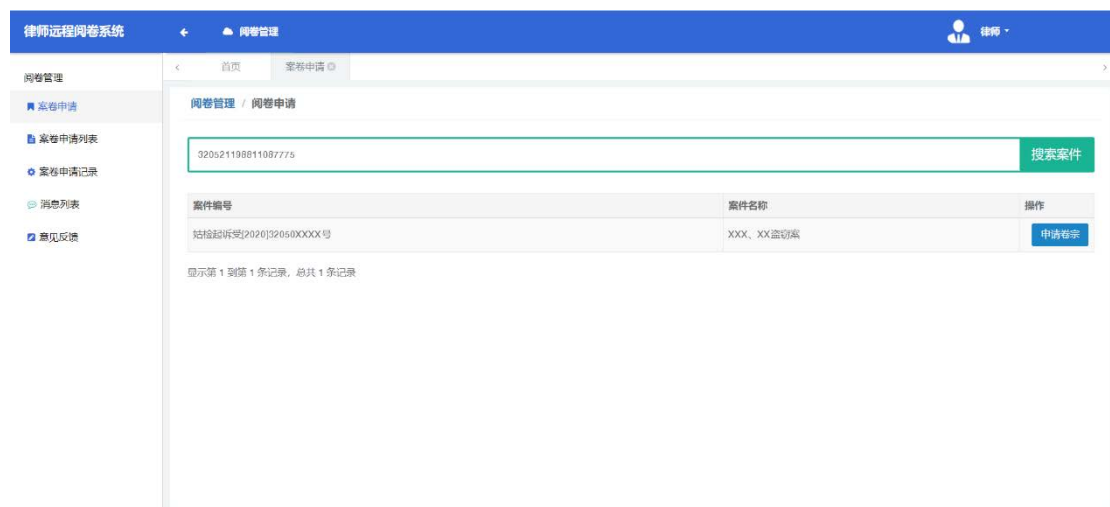 律师远程阅卷系统
阅卷管理
律师
阅卷管理
首页
案卷申请
案卷申请
阅卷管理 / 阅卷申请
案卷申请列表
320521198811087775
搜索案件
案卷申请记录
消息列表
案件编号
案件名称
操作
意见反馈
姑检起诉受[2020]32050XXXX号
XXX、XX盗窃案
申请卷宗
显示第 1 到第 1 条记录，总共 1 条记录